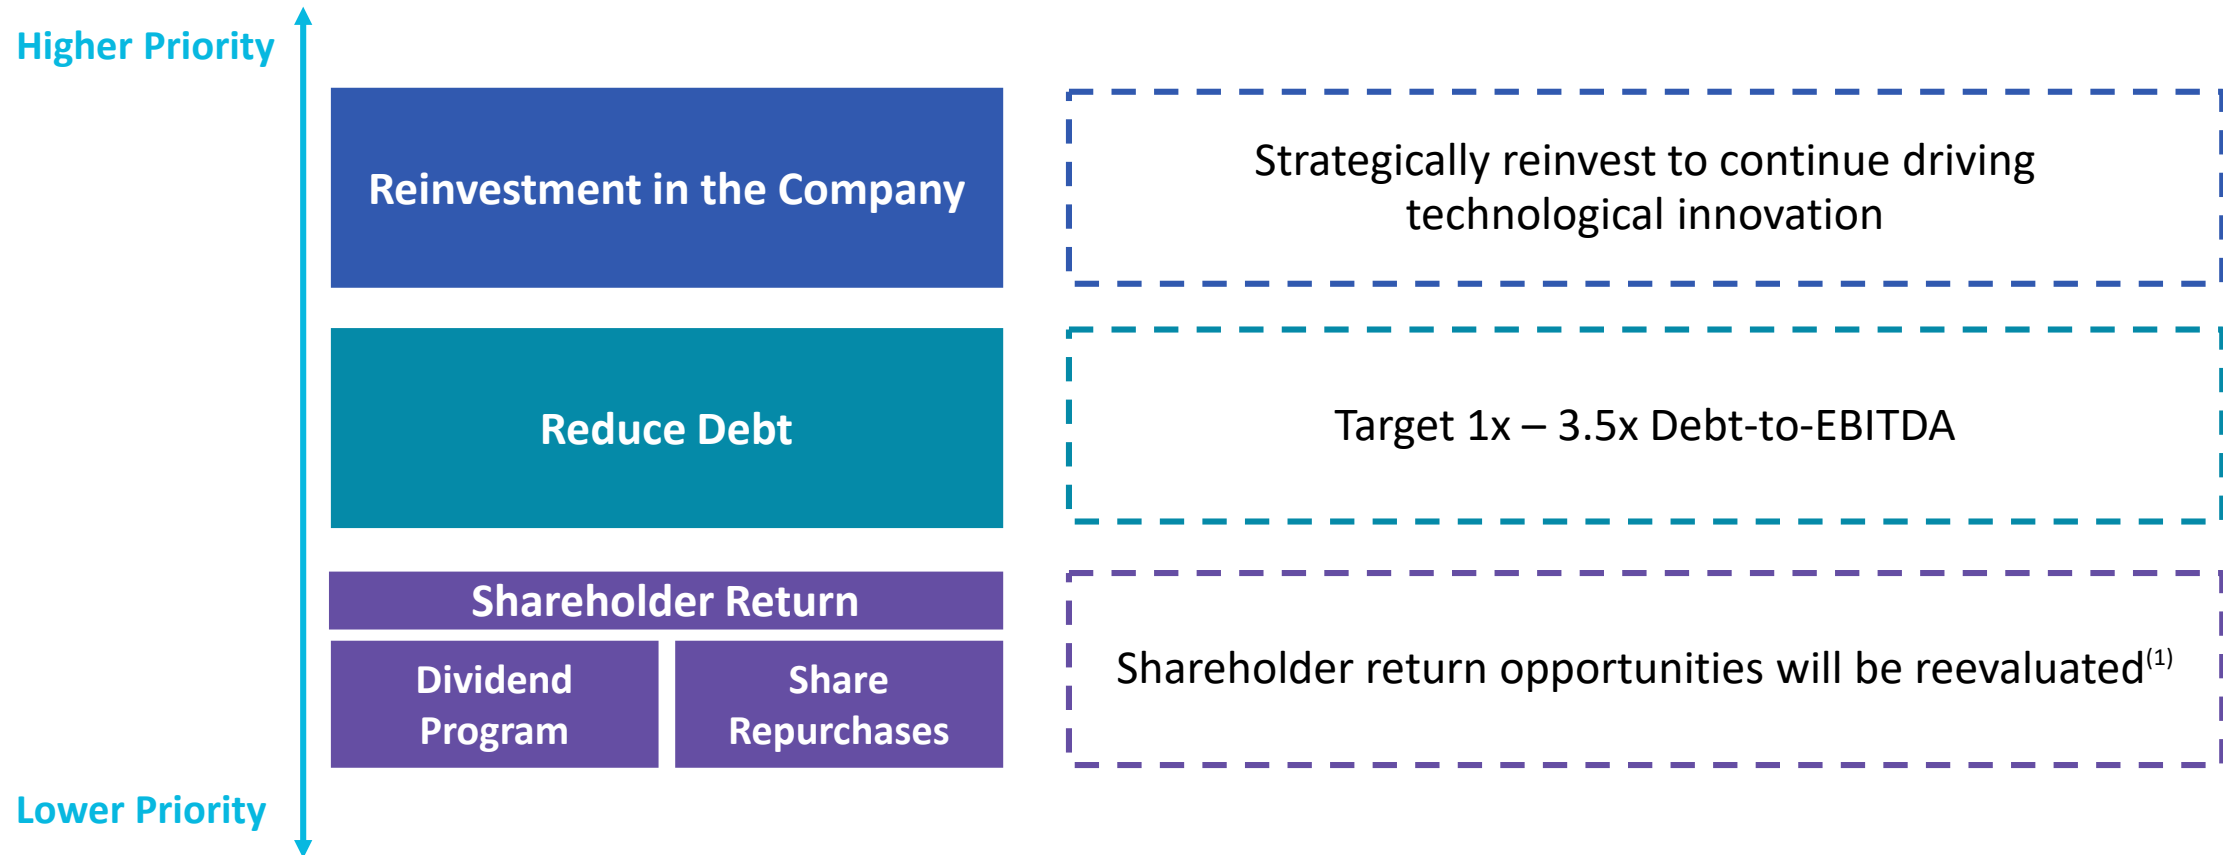 Higher Priority
Reinvestment in the Company
Strategically reinvest to continue driving
technological innovation
Reduce Debt
Target 1x – 3.5x Debt-to-EBITDA
Shareholder Return
Dividend
Program
Share
Repurchases
Shareholder return opportunities will be reevaluated(1)
Lower Priority